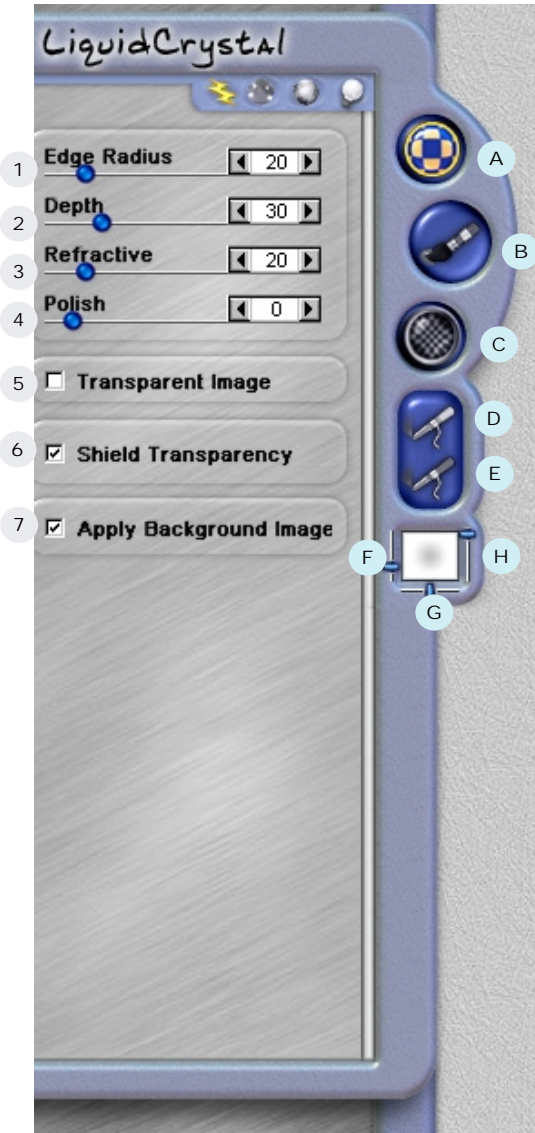 LiquidCrystal
A
1 Edge Radius 20
B
2 Depth 30
3 Refractive 20
4 Polish 0
C
5 Transparent Image
D
6 Shield Transparency
E
7 Apply Background Image
F H
G